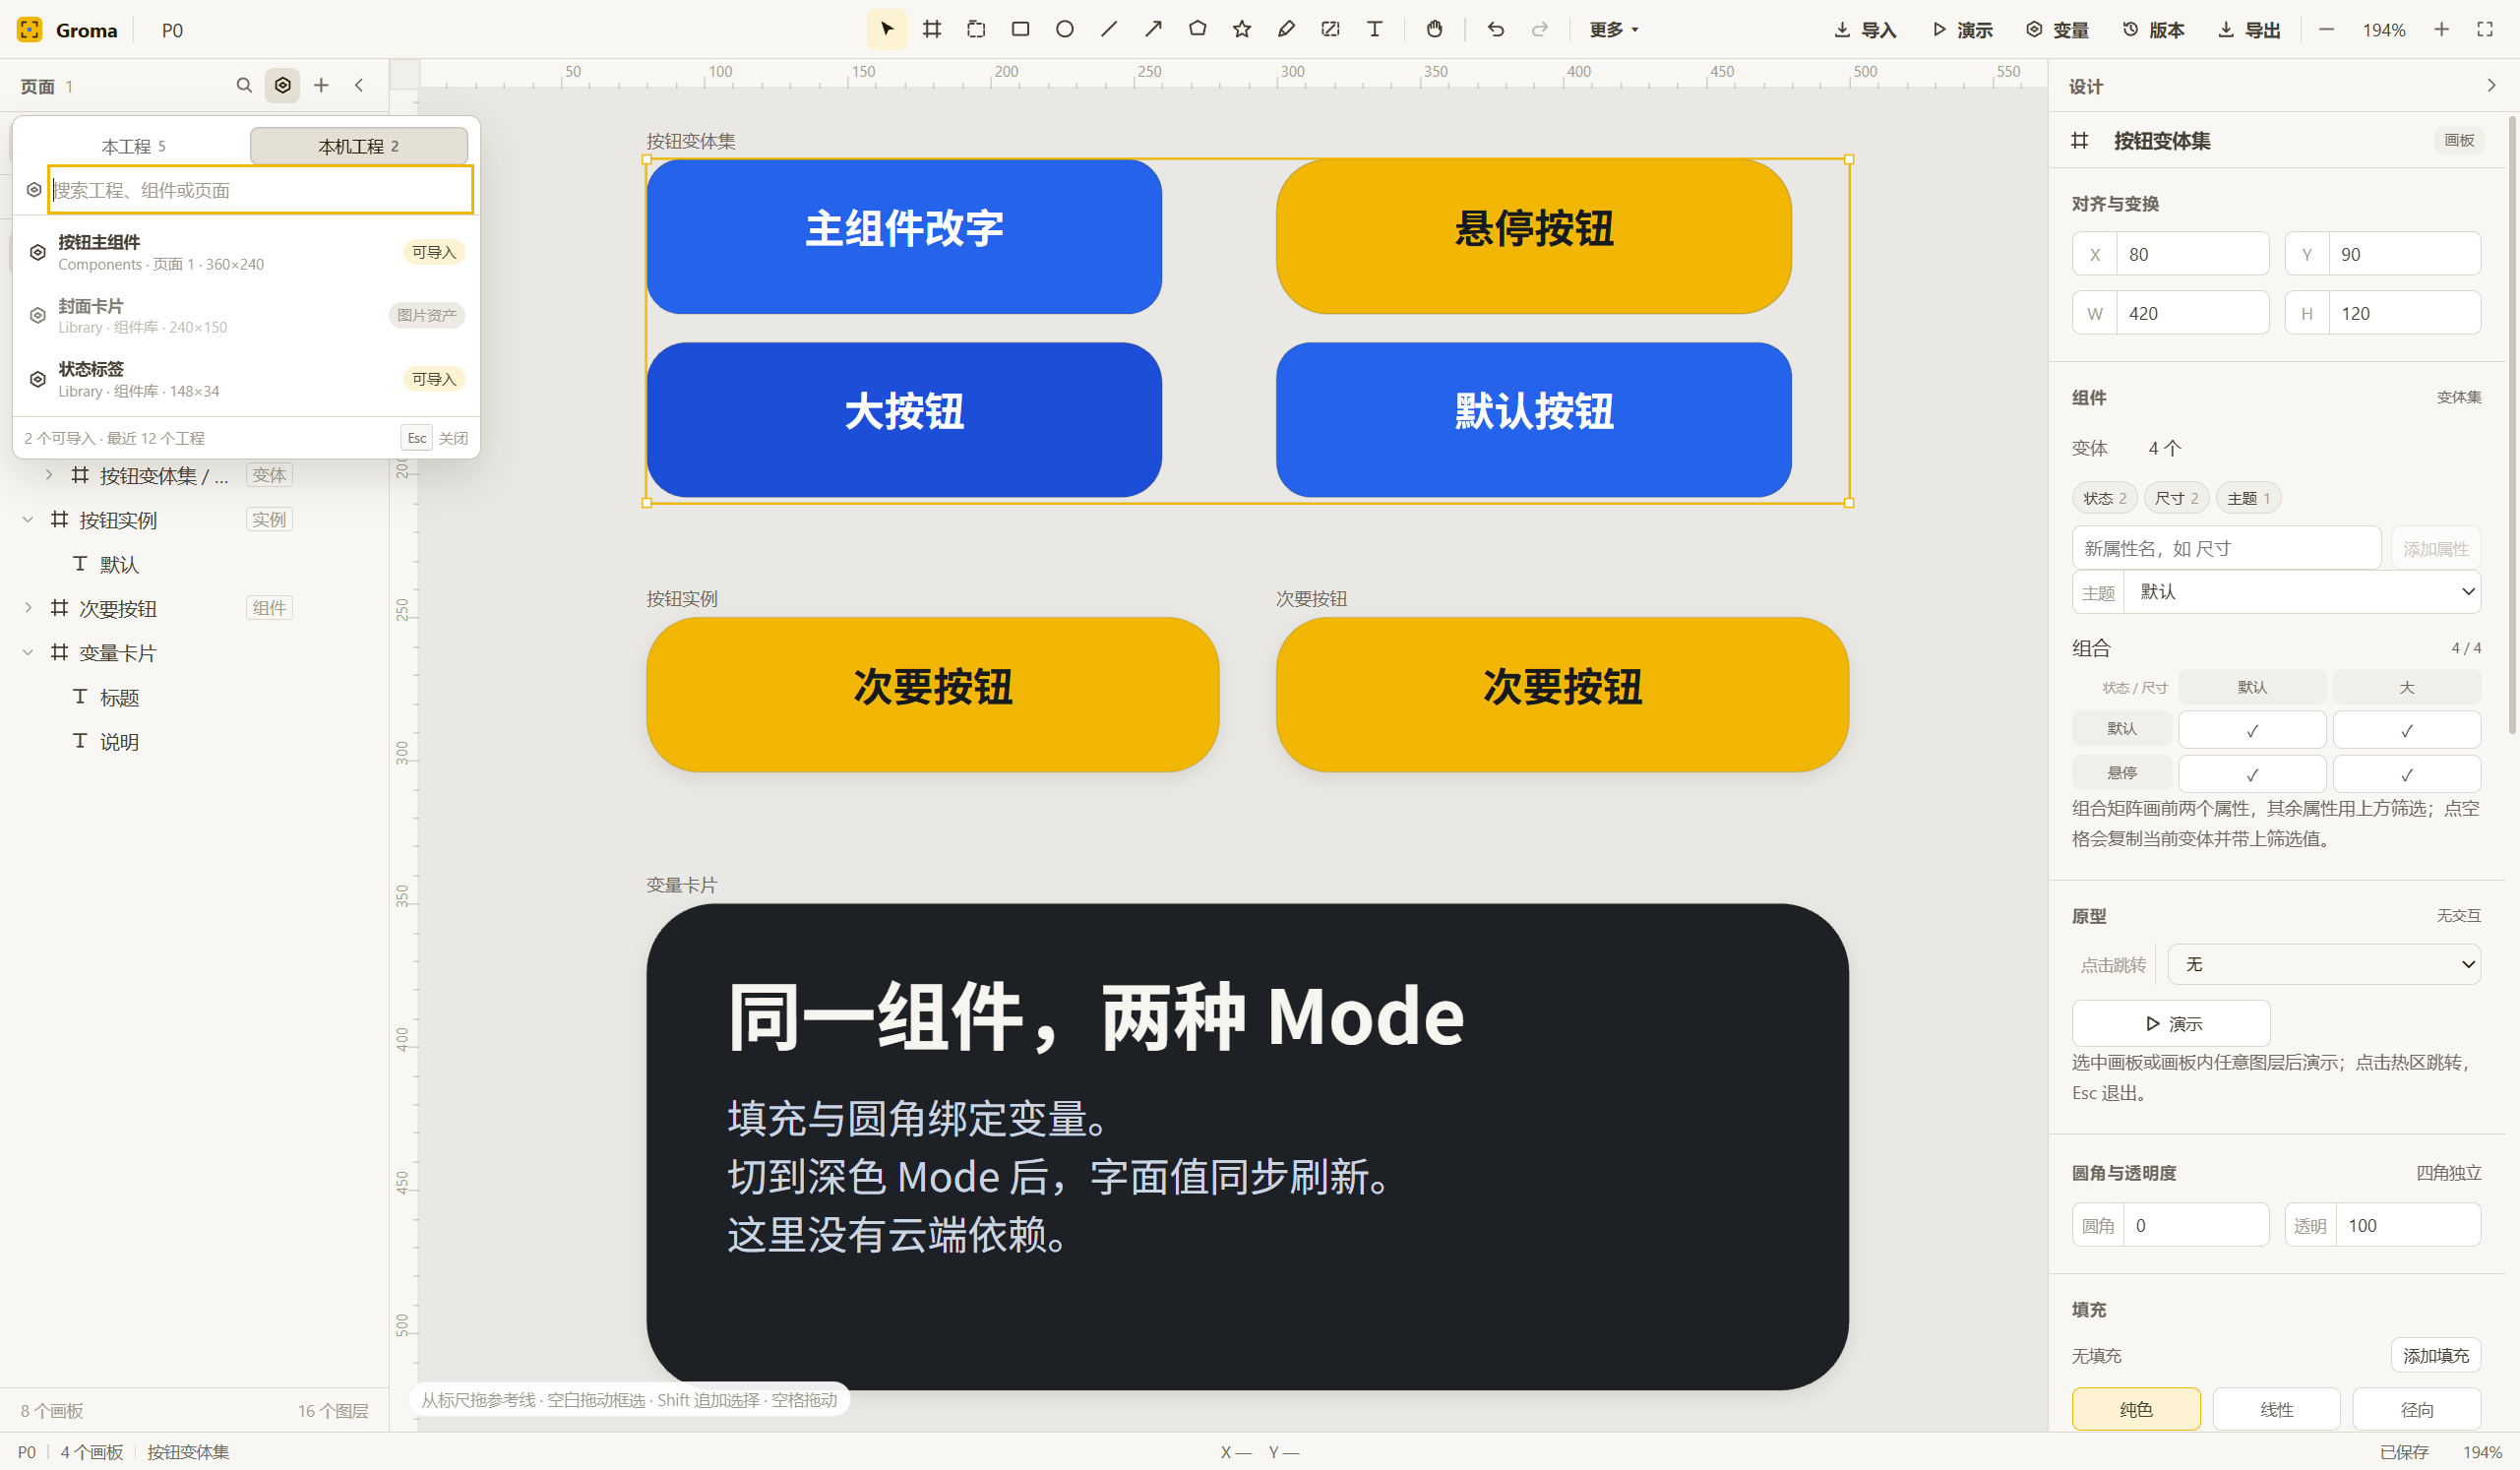 Groma
P0
更多
导入
演示
变量
版本
导出
194%
页面 1
本工程 5
本机工程 2
搜索工程、组件或页面
按钮主组件
Components · 页面 1 · 360×240
可导入
封面卡片
Library · 组件库 · 240×150
图片资产
状态标签
Library · 组件库 · 148×34
可导入
2 个可导入 · 最近 12 个工程
Esc 关闭
按钮变体集 / ...
变体
按钮实例
实例
默认
次要按钮
组件
变量卡片
标题
说明
8 个画板
16 个图层
50
100
150
200
250
300
350
400
450
500
550
250
300
350
400
450
500
按钮变体集
主组件改字
悬停按钮
大按钮
默认按钮
按钮实例
次要按钮
次要按钮
次要按钮
变量卡片
同一组件，两种 Mode
填充与圆角绑定变量。
切到深色 Mode 后，字面值同步刷新。
这里没有云端依赖。
从标尺拖参考线 · 空白拖动框选 · Shift 追加选择 · 空格拖动
设计
按钮变体集
画板
对齐与变换
X 80
Y 90
W 420
H 120
组件
变体集
变体
4 个
状态 2
尺寸 2
主题 1
新属性名，如 尺寸
添加属性
主题
默认
组合
4 / 4
状态 / 尺寸
默认
大
默认
✓
✓
悬停
✓
✓
组合矩阵画前两个属性，其余属性用上方筛选；点空
格会复制当前变体并带上筛选值。
原型
无交互
点击跳转
无
演示
选中画板或画板内任意图层后演示；点击热区跳转，
Esc 退出。
圆角与透明度
四角独立
圆角 0
透明 100
填充
无填充
添加填充
纯色
线性
径向
P0
4 个画板
按钮变体集
X —
Y —
已保存
194%